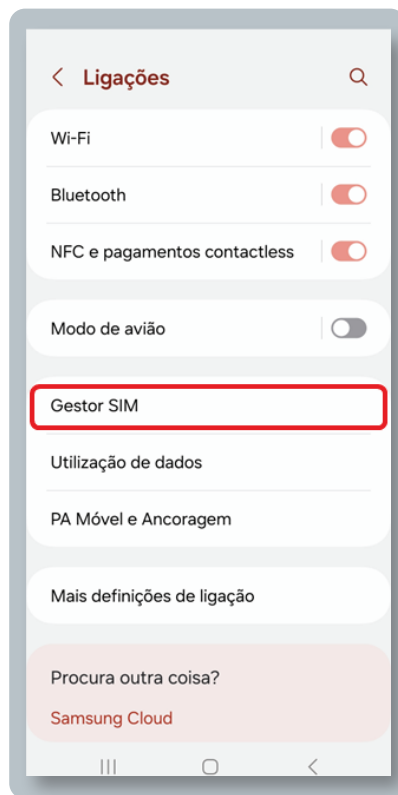 Ligações
Wi-Fi
Bluetooth
NFC e pagamentos contactless
Modo de avião
Gestor SIM
Utilização de dados
PA Móvel e Ancoragem
Mais definições de ligação
Procura outra coisa?
Samsung Cloud